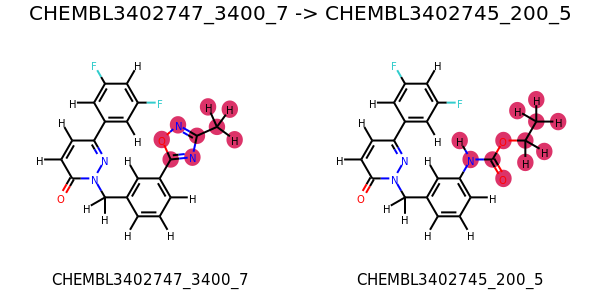 CHEMBL3402747_3400_7 -> CHEMBL3402745_200_5
F H F H H H H O N N O N N H H H H H H H H H
F H F H H H H O N N H N O O H H H H H H H H H H H
CHEMBL3402747_3400_7 CHEMBL3402745_200_5